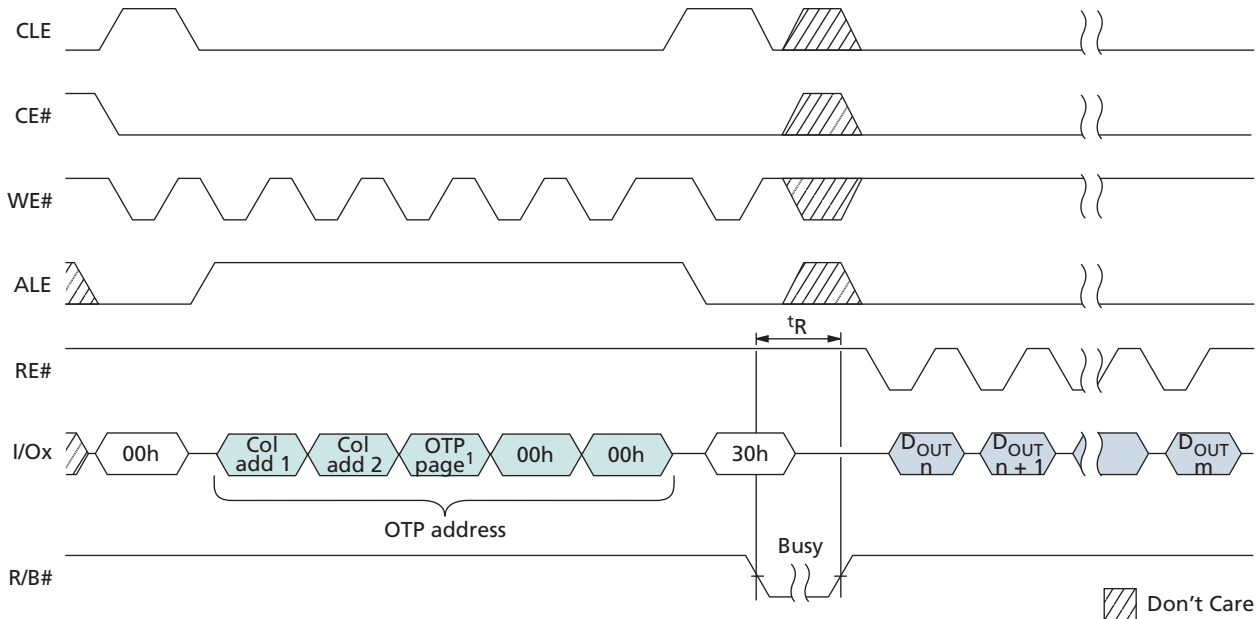 CLE
CE#
WE#
ALE
tR
RE#
I/Ox
00h
Col add 1
Col add 2
OTP page1
00h
00h
30h
DOUT n
DOUT n + 1
DOUT m
OTP address
Busy
R/B#
Don't Care